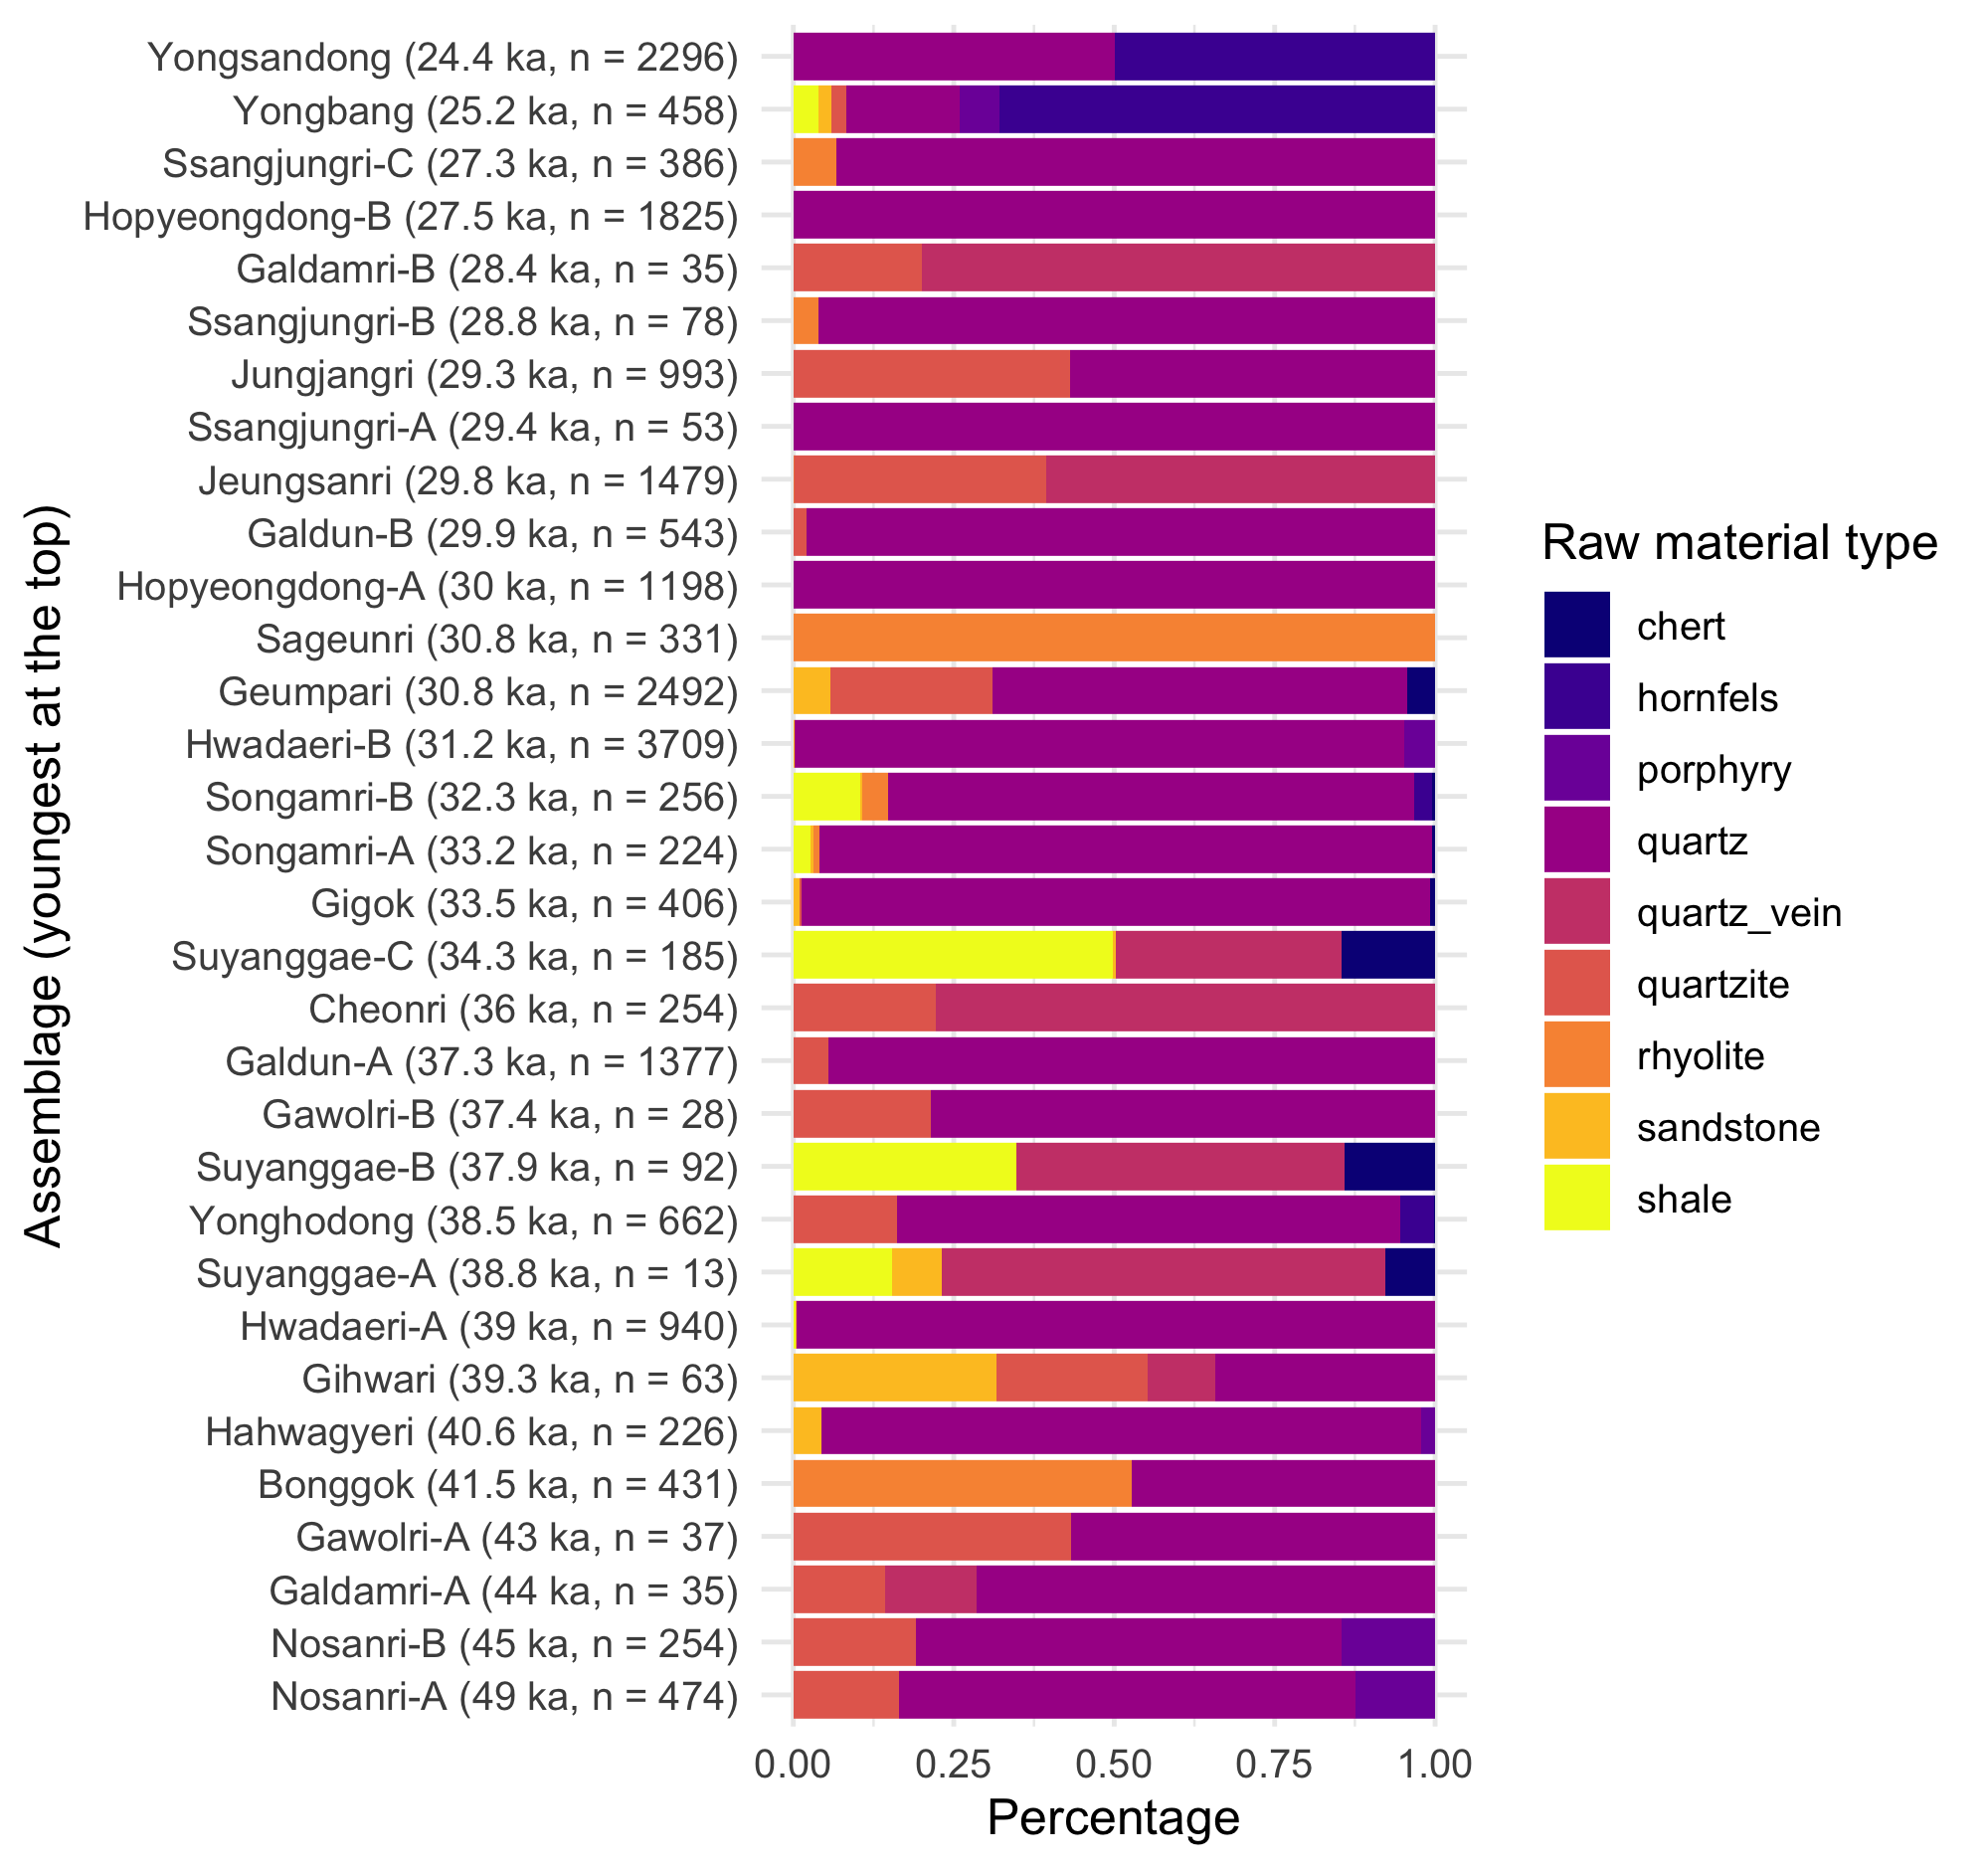 Yongsandong (24.4 ka, n = 2296)
Yongbang (25.2 ka, n = 458)
Ssangjungri-C (27.3 ka, n = 386)
Hopyeongdong-B (27.5 ka, n = 1825)
Galdamri-B (28.4 ka, n = 35)
Ssangjungri-B (28.8 ka, n = 78)
Jungjangri (29.3 ka, n = 993)
Ssangjungri-A (29.4 ka, n = 53)
Jeungsanri (29.8 ka, n = 1479)
Galdun-B (29.9 ka, n = 543)
Hopyeongdong-A (30 ka, n = 1198)
Sageunri (30.8 ka, n = 331)
Geumpari (30.8 ka, n = 2492)
Hwadaeri-B (31.2 ka, n = 3709)
Songamri-B (32.3 ka, n = 256)
Songamri-A (33.2 ka, n = 224)
Gigok (33.5 ka, n = 406)
Suyanggae-C (34.3 ka, n = 185)
Cheonri (36 ka, n = 254)
Galdun-A (37.3 ka, n = 1377)
Gawolri-B (37.4 ka, n = 28)
Suyanggae-B (37.9 ka, n = 92)
Yonghodong (38.5 ka, n = 662)
Suyanggae-A (38.8 ka, n = 13)
Hwadaeri-A (39 ka, n = 940)
Gihwari (39.3 ka, n = 63)
Hahwagyeri (40.6 ka, n = 226)
Bonggok (41.5 ka, n = 431)
Gawolri-A (43 ka, n = 37)
Galdamri-A (44 ka, n = 35)
Nosanri-B (45 ka, n = 254)
Nosanri-A (49 ka, n = 474)
Assemblage (youngest at the top)
0.00 0.25 0.50 0.75 1.00
Percentage
Raw material type
chert
hornfels
porphyry
quartz
quartz_vein
quartzite
rhyolite
sandstone
shale